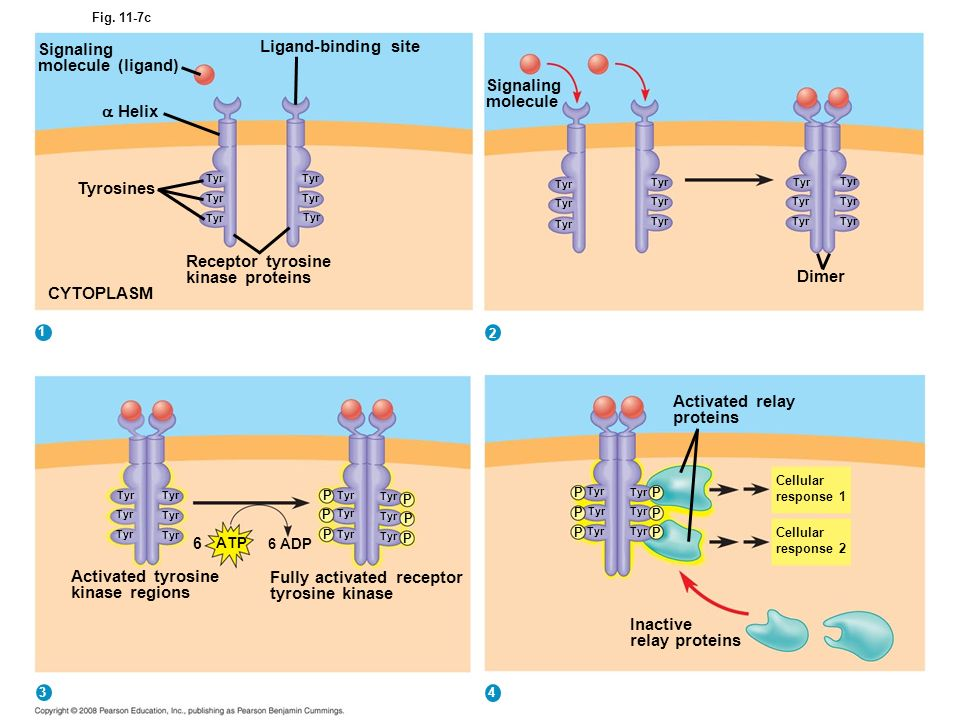 Fig. 11-7c
Signaling
molecule (ligand)
Ligand-binding site
α Helix
Tyrosines
Tyr
Tyr
Tyr
Tyr
Tyr
Tyr
Receptor tyrosine
kinase proteins
CYTOPLASM
1
Signaling
molecule
Tyr
Tyr
Tyr
Tyr
Tyr
Tyr
Tyr
Tyr
Tyr
Tyr
Tyr
Tyr
Dimer
2
Tyr
Tyr
Tyr
Tyr
Tyr
Tyr
6 ATP
6 ADP
P Tyr
Tyr P
P Tyr
Tyr P
P Tyr
Tyr P
Activated tyrosine
kinase regions
Fully activated receptor
tyrosine kinase
3
Activated relay
proteins
P Tyr
Tyr P
P Tyr
Tyr P
P Tyr
Tyr P
Cellular
response 1
Cellular
response 2
Inactive
relay proteins
4
Copyright © 2008 Pearson Education, Inc., publishing as Pearson Benjamin Cummings.